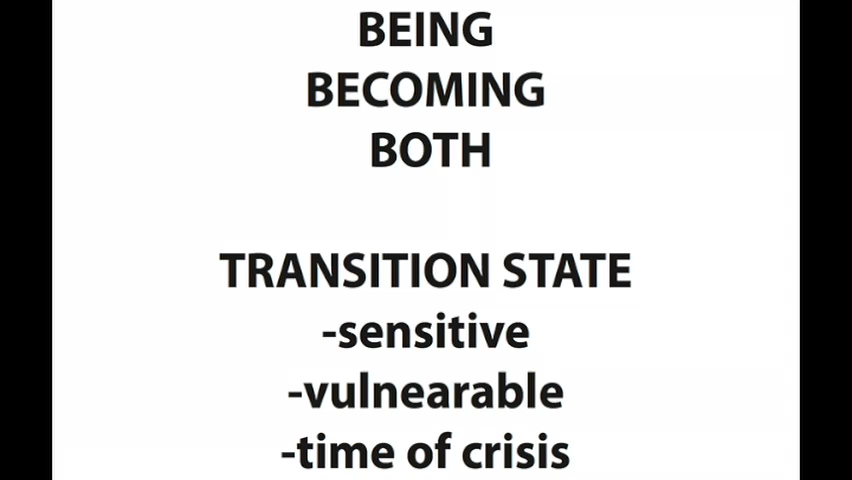 BEING
BECOMING
BOTH
TRANSITION STATE
-sensitive
-vulnearable
-time of crisis